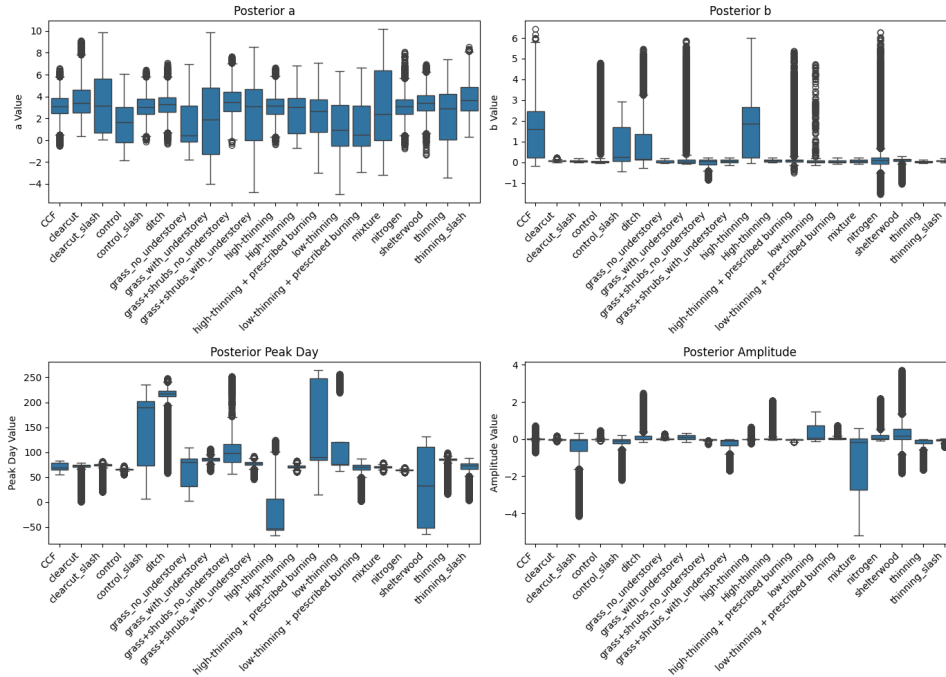 Posterior a
a Value
10
8
6
4
2
0
−2
−4
CCF
clearcut
clearcut_slash
control
control_slash
ditch
grass_no_understorey
grass_with_understorey
grass+shrubs_no_understorey
grass+shrubs_with_understorey
high-thinning
High-thinning
high-thinning + prescribed burning
low-thinning
low-thinning + prescribed burning
mixture
nitrogen
shelterwood
thinning
thinning_slash
Posterior b
b Value
6
5
4
3
2
1
0
−1
CCF
clearcut
clearcut_slash
control
control_slash
ditch
grass_no_understorey
grass_with_understorey
grass+shrubs_no_understorey
grass+shrubs_with_understorey
high-thinning
High-thinning
high-thinning + prescribed burning
low-thinning
low-thinning + prescribed burning
mixture
nitrogen
shelterwood
thinning
thinning_slash
Posterior Peak Day
Peak Day Value
250
200
150
100
50
0
−50
CCF
clearcut
clearcut_slash
control
control_slash
ditch
grass_no_understorey
grass_with_understorey
grass+shrubs_no_understorey
grass+shrubs_with_understorey
high-thinning
High-thinning
high-thinning + prescribed burning
low-thinning
low-thinning + prescribed burning
mixture
nitrogen
shelterwood
thinning
thinning_slash
Posterior Amplitude
Amplitude Value
4
2
0
−2
−4
CCF
clearcut
clearcut_slash
control
control_slash
ditch
grass_no_understorey
grass_with_understorey
grass+shrubs_no_understorey
grass+shrubs_with_understorey
high-thinning
High-thinning
high-thinning + prescribed burning
low-thinning
low-thinning + prescribed burning
mixture
nitrogen
shelterwood
thinning
thinning_slash